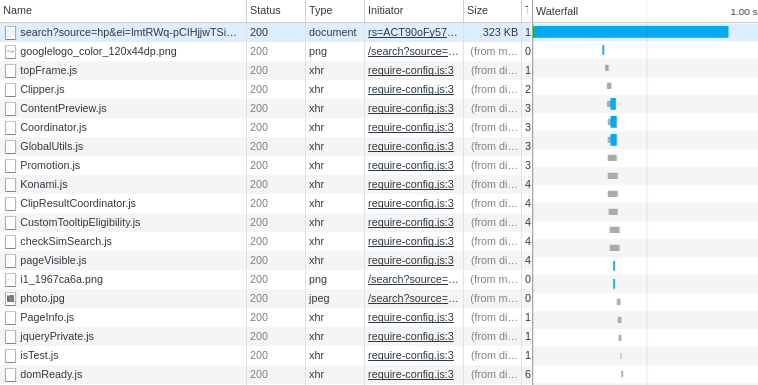 Name Status Type Initiator Size Waterfall 1.00 s
search?source=hp&ei=lmtRWq-pCIHjjwTSi… 200 document rs=ACT90oFy57… 323 KB 1
googlelogo_color_120x44dp.png 200 png /search?source=… (from m… 0
topFrame.js 200 xhr require-config.js:3 (from di… 1
Clipper.js 200 xhr require-config.js:3 (from di… 2
ContentPreview.js 200 xhr require-config.js:3 (from di… 3
Coordinator.js 200 xhr require-config.js:3 (from di… 3
GlobalUtils.js 200 xhr require-config.js:3 (from di… 3
Promotion.js 200 xhr require-config.js:3 (from di… 3
Konami.js 200 xhr require-config.js:3 (from di… 4
ClipResultCoordinator.js 200 xhr require-config.js:3 (from di… 4
CustomTooltipEligibility.js 200 xhr require-config.js:3 (from di… 4
checkSimSearch.js 200 xhr require-config.js:3 (from di… 4
pageVisible.js 200 xhr require-config.js:3 (from di… 4
i1_1967ca6a.png 200 png /search?source=… (from m… 0
photo.jpg 200 jpeg /search?source=… (from m… 0
PageInfo.js 200 xhr require-config.js:3 (from di… 1
jqueryPrivate.js 200 xhr require-config.js:3 (from di… 1
isTest.js 200 xhr require-config.js:3 (from di… 1
domReady.js 200 xhr require-config.js:3 (from di… 6